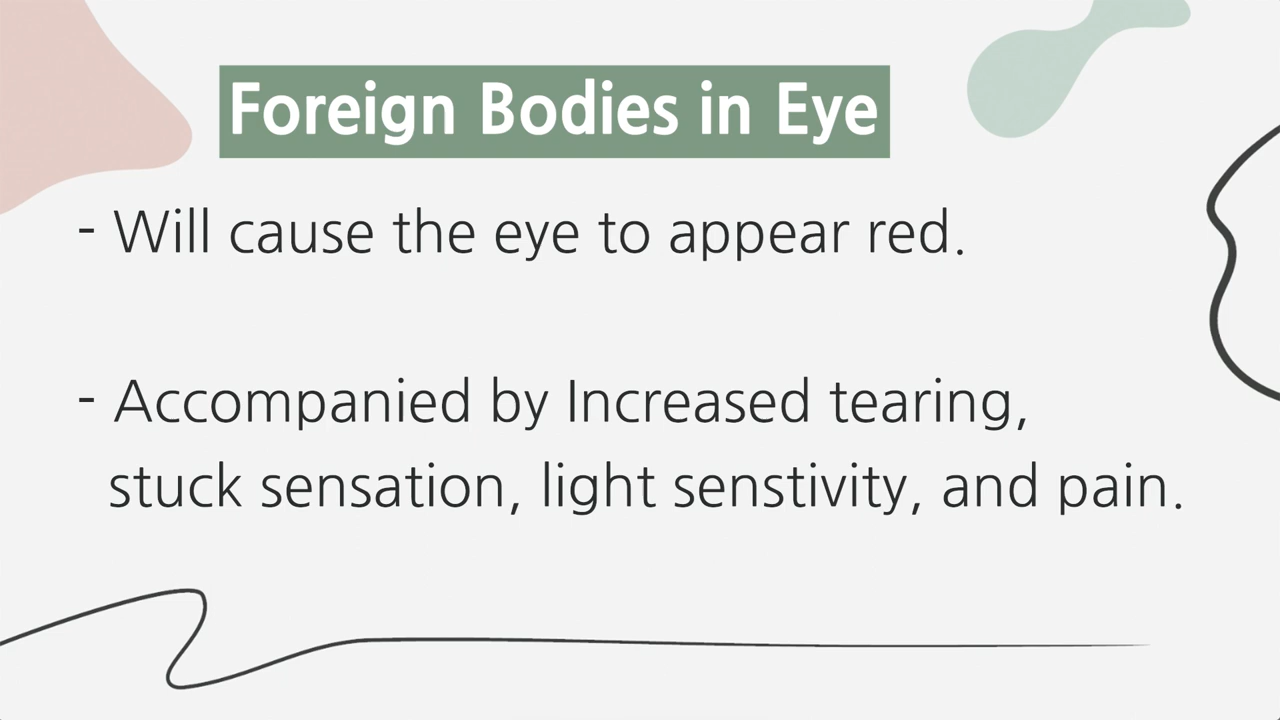 Foreign Bodies in Eye
- Will cause the eye to appear red.
- Accompanied by Increased tearing,
stuck sensation, light senstivity, and pain.